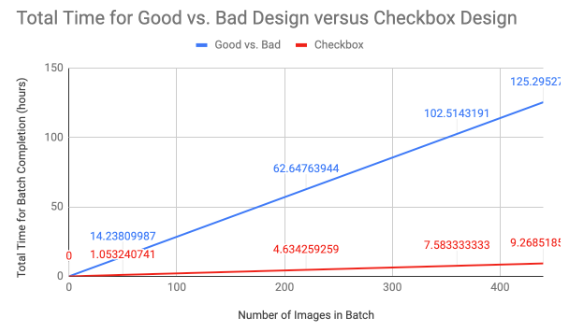 Total Time for Good vs. Bad Design versus Checkbox Design
Good vs. Bad Checkbox
Total Time for Batch Completion (hours)
150
125.29527
102.5143191
100
62.64763944
50
14.23809987
0 1.053240741
4.634259259
7.583333333
9.2685185
0
0 100 200 300 400
Number of Images in Batch